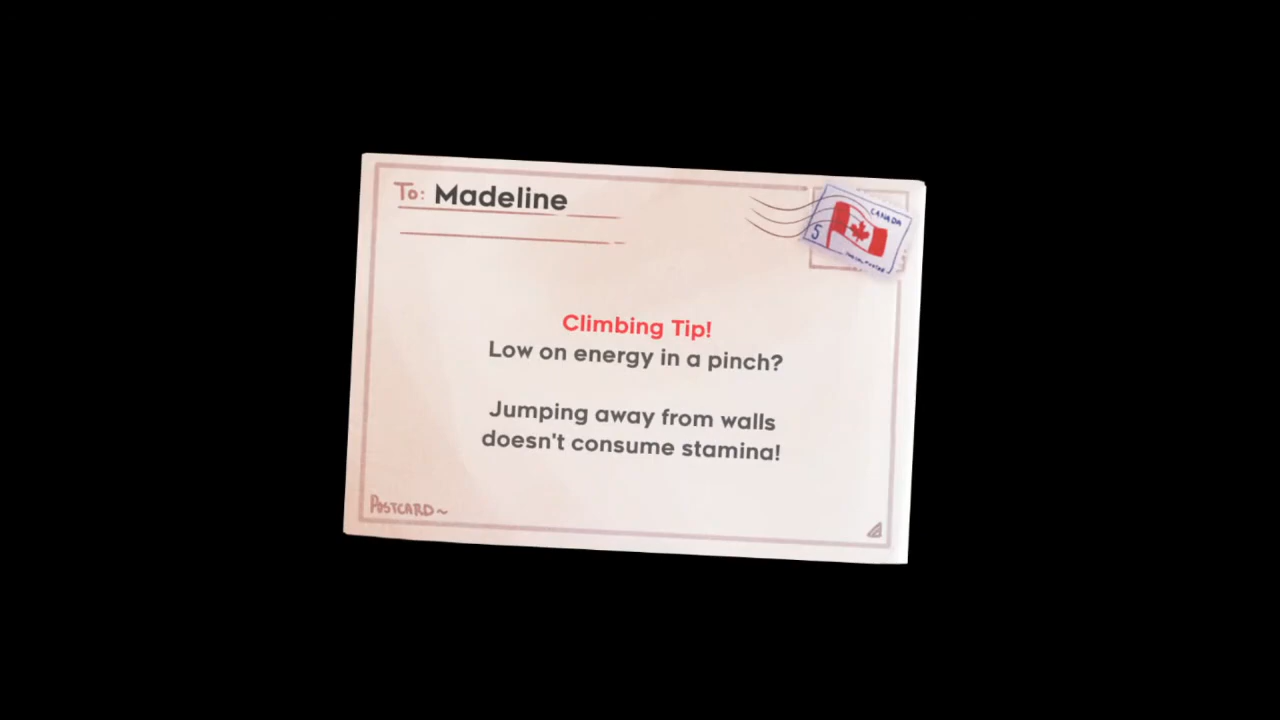 To: Madeline
CANADA
5
Climbing Tip!
Low on energy in a pinch?
Jumping away from walls
doesn't consume stamina!
POSTCARD~